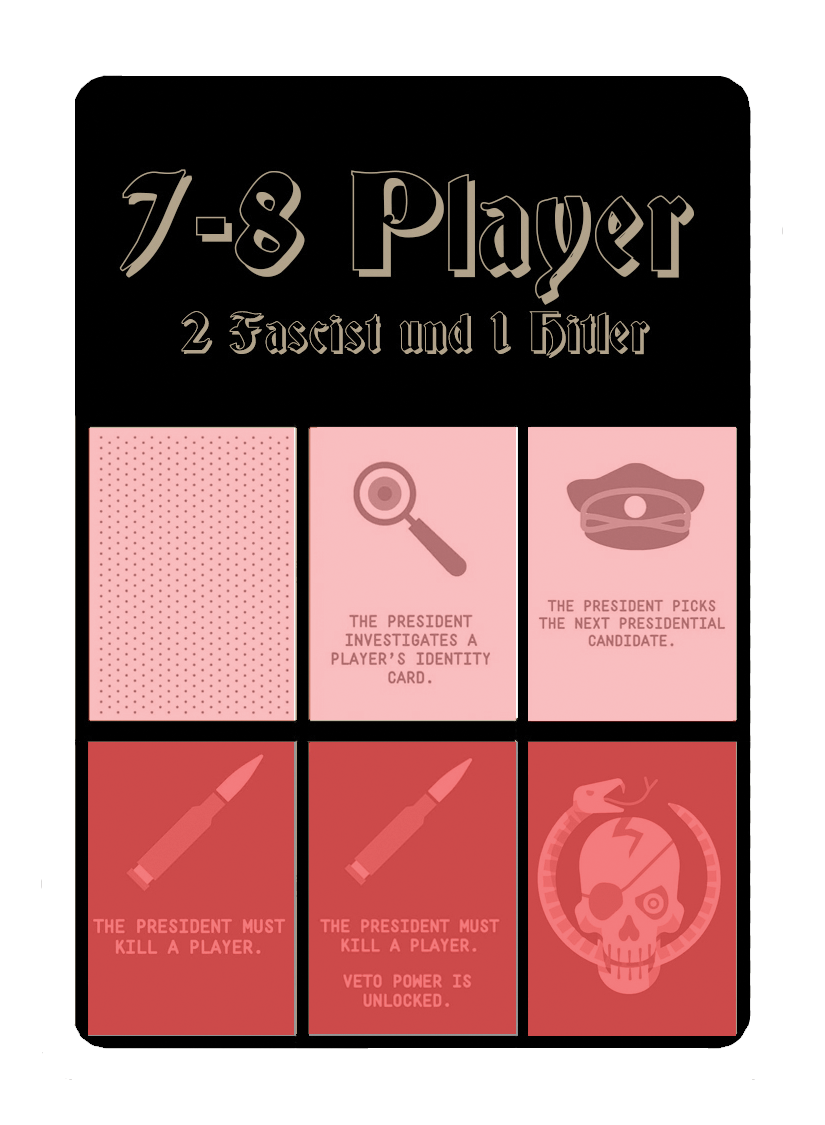 7-8 Player
2 Fascist und 1 Hitler
THE PRESIDENT
INVESTIGATES A
PLAYER'S IDENTITY
CARD.
THE PRESIDENT PICKS
THE NEXT PRESIDENTIAL
CANDIDATE.
THE PRESIDENT MUST
KILL A PLAYER.
THE PRESIDENT MUST
KILL A PLAYER.
VETO POWER IS
UNLOCKED.